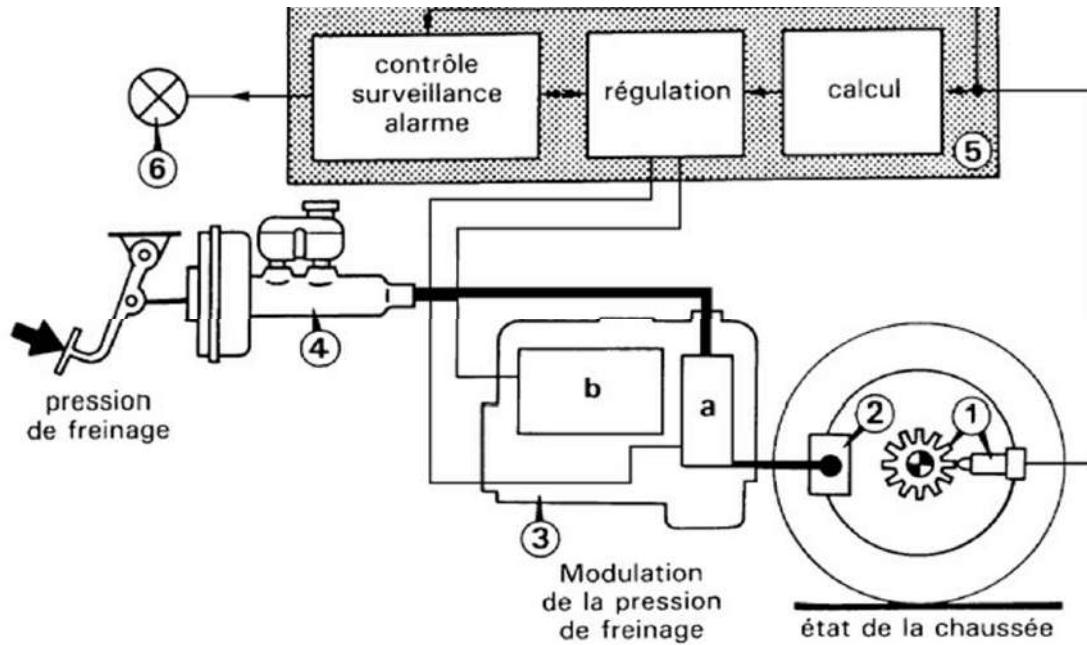 contrôle
surveillance
alarme
régulation
calcul
5
6
4
pression
de freinage
b
a
2
1
3
Modulation
de la pression
de freinage
état de la chaussée